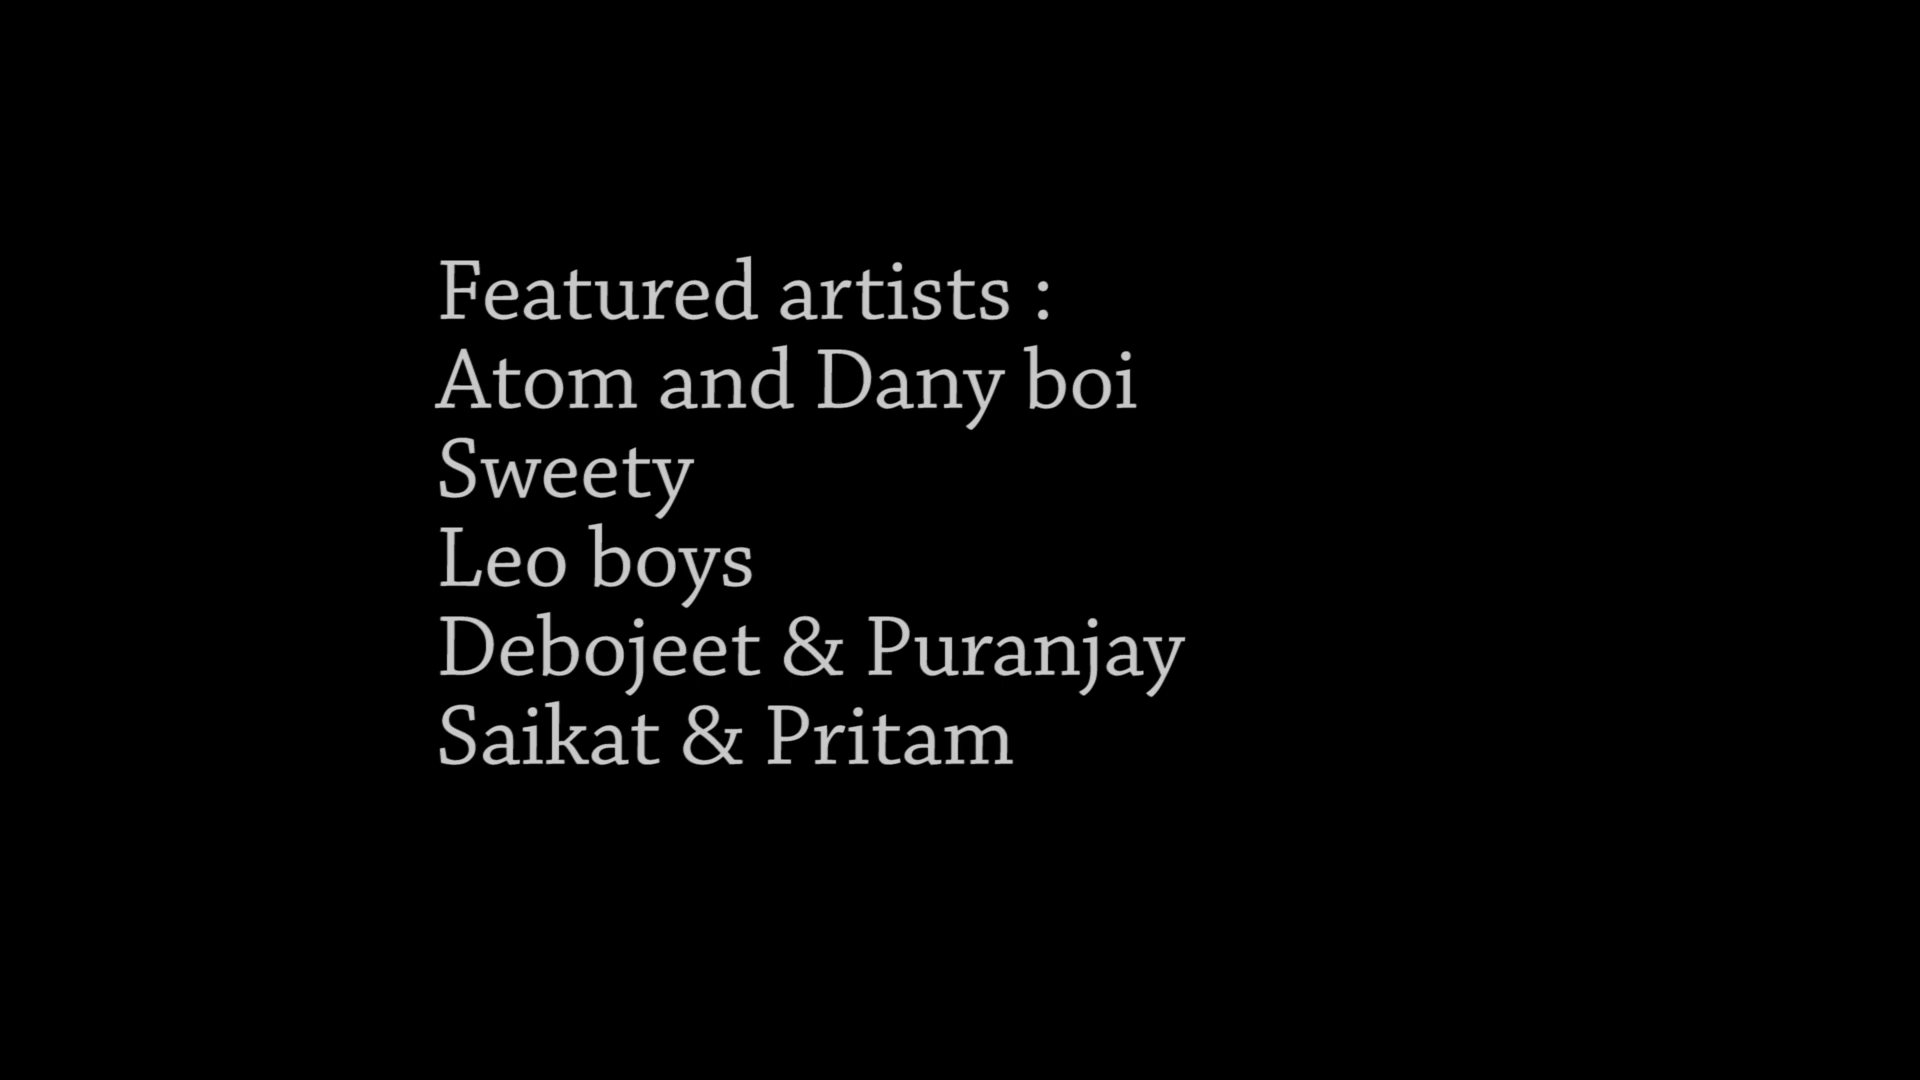 Featured artists :
Atom and Dany boi
Sweety
Leo boys
Debojeet & Puranjay
Saikat & Pritam